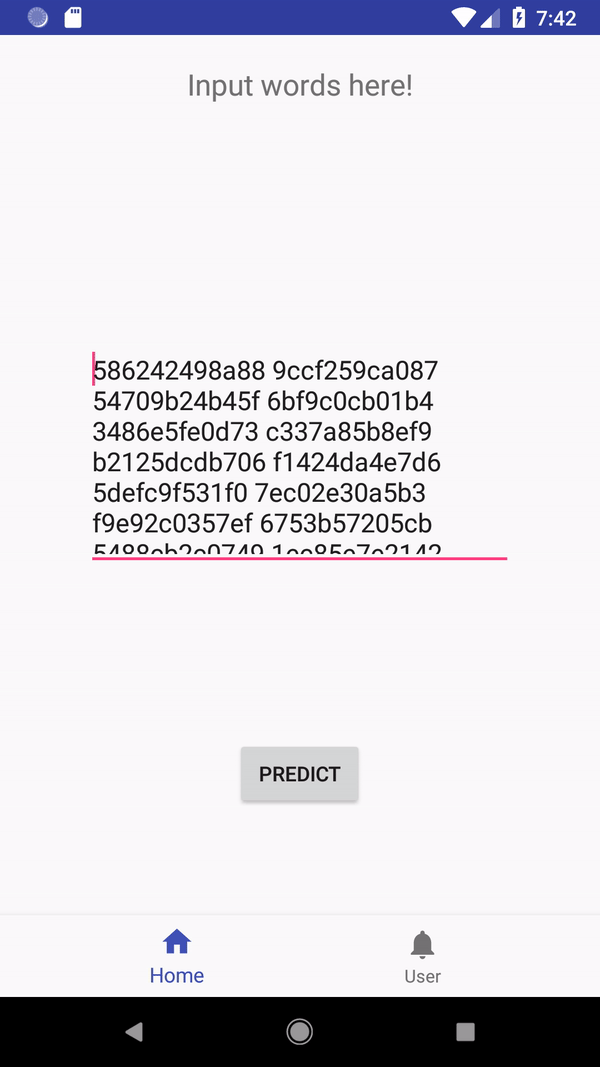 7:42
Input words here!
586242498a88 9ccf259ca087
54709b24b45f 6bf9c0cb01b4
3486e5fe0d73 c337a85b8ef9
b2125dcdb706 f1424da4e7d6
5defc9f531f0 7ec02e30a5b3
f9e92c0357ef 6753b57205cb
PREDICT
Home
User